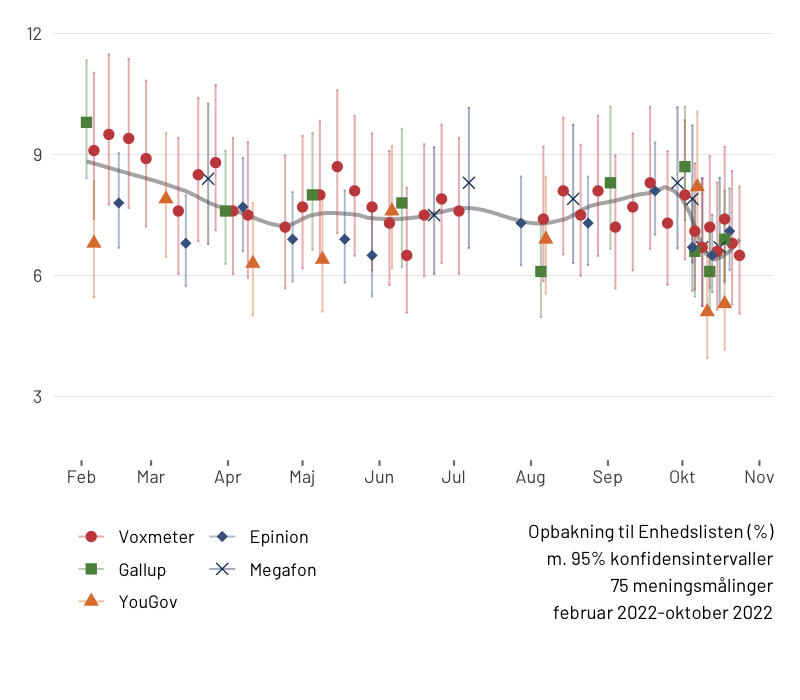 12
9
6
3
Feb Mar Apr Maj Jun Jul Aug Sep Okt Nov
Voxmeter Epinion
Gallup Megafon
YouGov
Opbakning til Enhedslisten (%)
m. 95% konfidensintervaller
75 meningsmålinger
februar 2022-oktober 2022